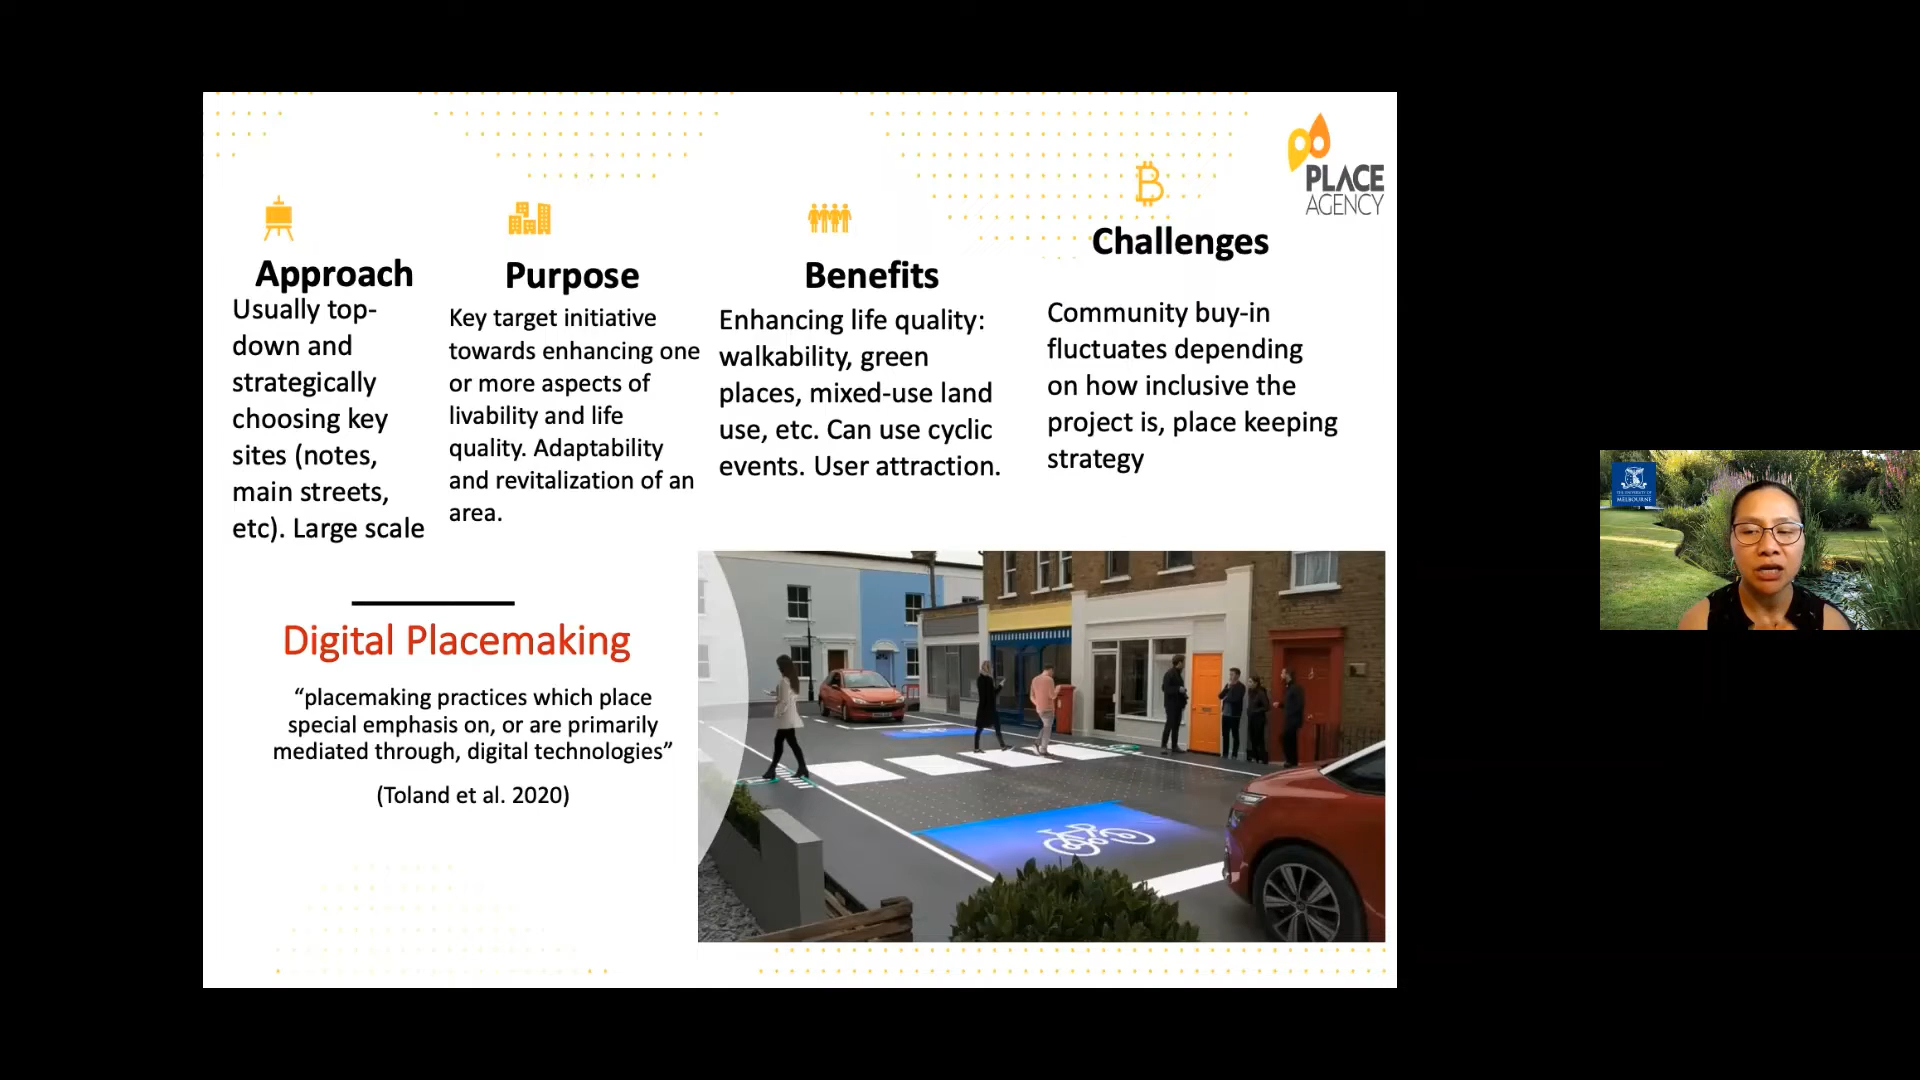 PLACE
AGENCY
Approach
Usually top-
down and
strategically
choosing key
sites (notes,
main streets,
etc). Large scale
Purpose
Key target initiative
towards enhancing one
or more aspects of
livability and life
quality. Adaptability
and revitalization of an
area.
Benefits
Enhancing life quality:
walkability, green
places, mixed-use land
use, etc. Can use cyclic
events. User attraction.
Challenges
Community buy-in
fluctuates depending
on how inclusive the
project is, place keeping
strategy
Digital Placemaking
“placemaking practices which place
special emphasis on, or are primarily
mediated through, digital technologies”
(Toland et al. 2020)
THE UNIVERSITY OF
MELBOURNE